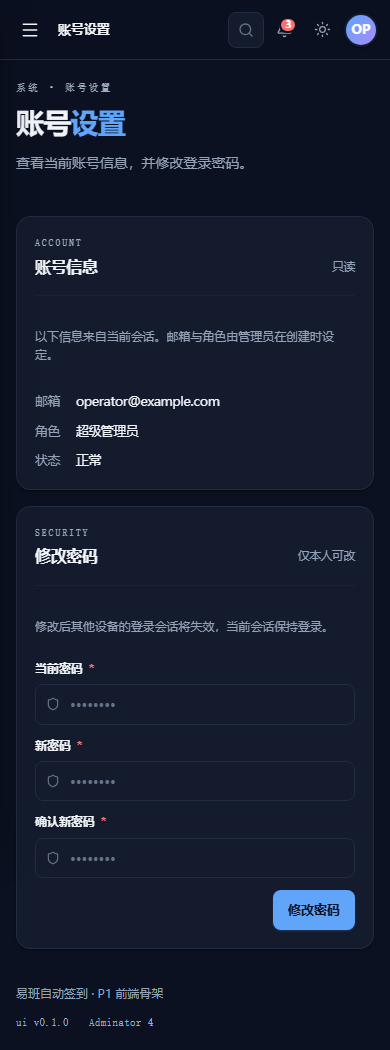 账号设置
3
OP
系统 • 账号设置
账号设置
查看当前账号信息，并修改登录密码。
ACCOUNT
账号信息
只读
以下信息来自当前会话。邮箱与角色由管理员在创建时设
定。
邮箱 operator@example.com
角色 超级管理员
状态 正常
SECURITY
修改密码
仅本人可改
修改后其他设备的登录会话将失效，当前会话保持登录。
当前密码 *
••••••••
新密码 *
••••••••
确认新密码 *
••••••••
修改密码
易班自动签到 · P1 前端骨架
ui v0.1.0 Adminator 4